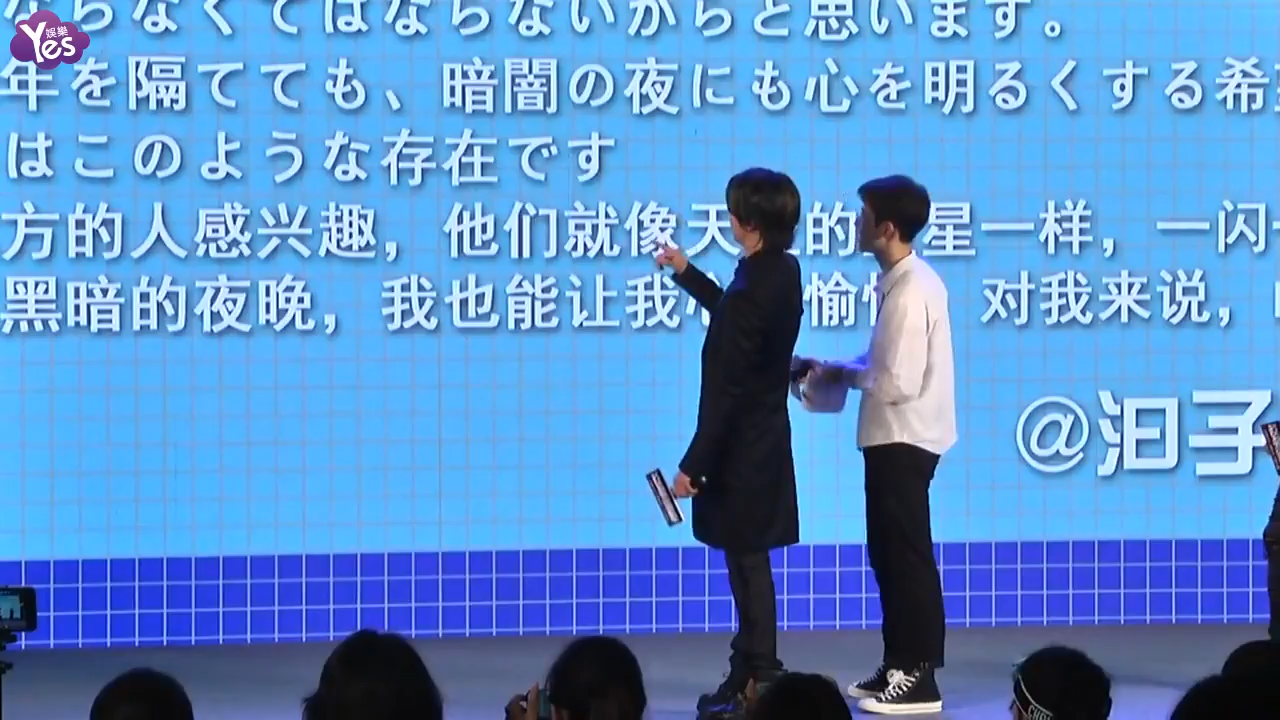 娛樂
Yes
ならなくてはならないからと思います。
年を隔てても、暗闇の夜にも心を明るくする希
はこのような存在です
方的人感兴趣，他们就像天 的 星一样，一闪
黑暗的夜晚，我也能让我心 愉 对我来说，
@汨子